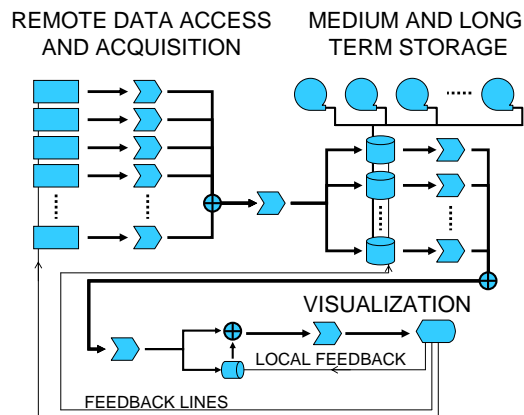 REMOTE DATA ACCESS
AND ACQUISITION
MEDIUM AND LONG
TERM STORAGE
VISUALIZATION
LOCAL FEEDBACK
FEEDBACK LINES